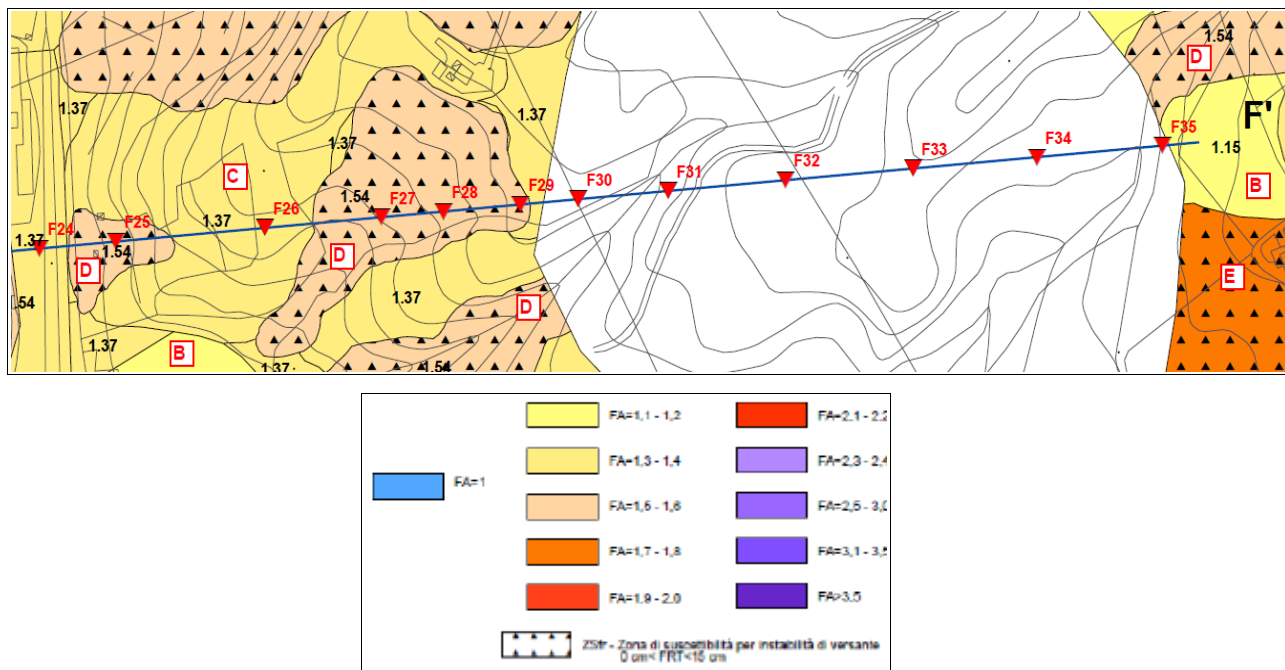 1.54
D
1.37
1.37
1.37
F'
F35
F34
1.15
F33
C
F32
B
F31
F30
F29
1.54
F28
F27
1.37
F26
F25
F24
1.37
1.54
D
D
E
.54
1.37
D
1.37
B
1.37
1.54
FA=1
FA=1,1 - 1,2
FA=1,3 - 1,4
FA=1,5 - 1,6
FA=1,7 - 1,8
FA=1,9 - 2,0
FA=2,1 - 2,2
FA=2,3 - 2,4
FA=2,5 - 3,0
FA=3,1 - 3,5
FA>3,5
ZSfr - Zona di suscettibilità per instabilità di versante
0 cm< FRT<15 cm